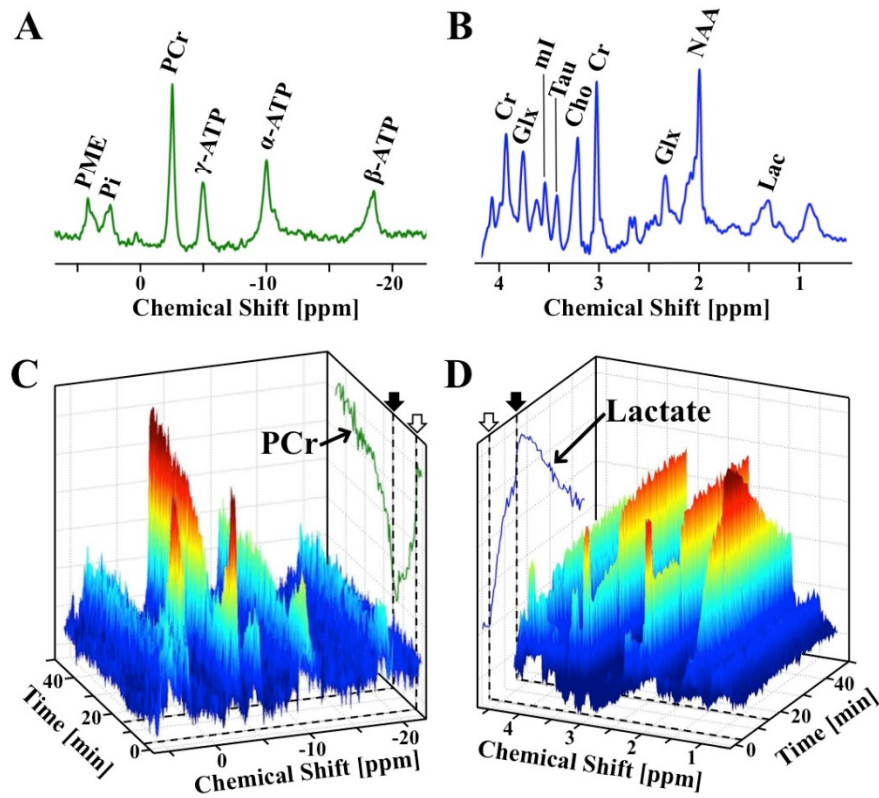 A
PCr
PME
Pi
γ-ATP
α-ATP
β-ATP
0
-10
-20
Chemical Shift [ppm]
B
Cr
Glx
mI
Tau
Cho
Cr
Glx
NAA
Lac
4
3
2
1
Chemical Shift [ppm]
C
PCr
40
20
0
Time [min]
0
-10
-20
Chemical Shift [ppm]
D
Lactate
4
3
2
1
Chemical Shift [ppm]
0
20
40
Time [min]